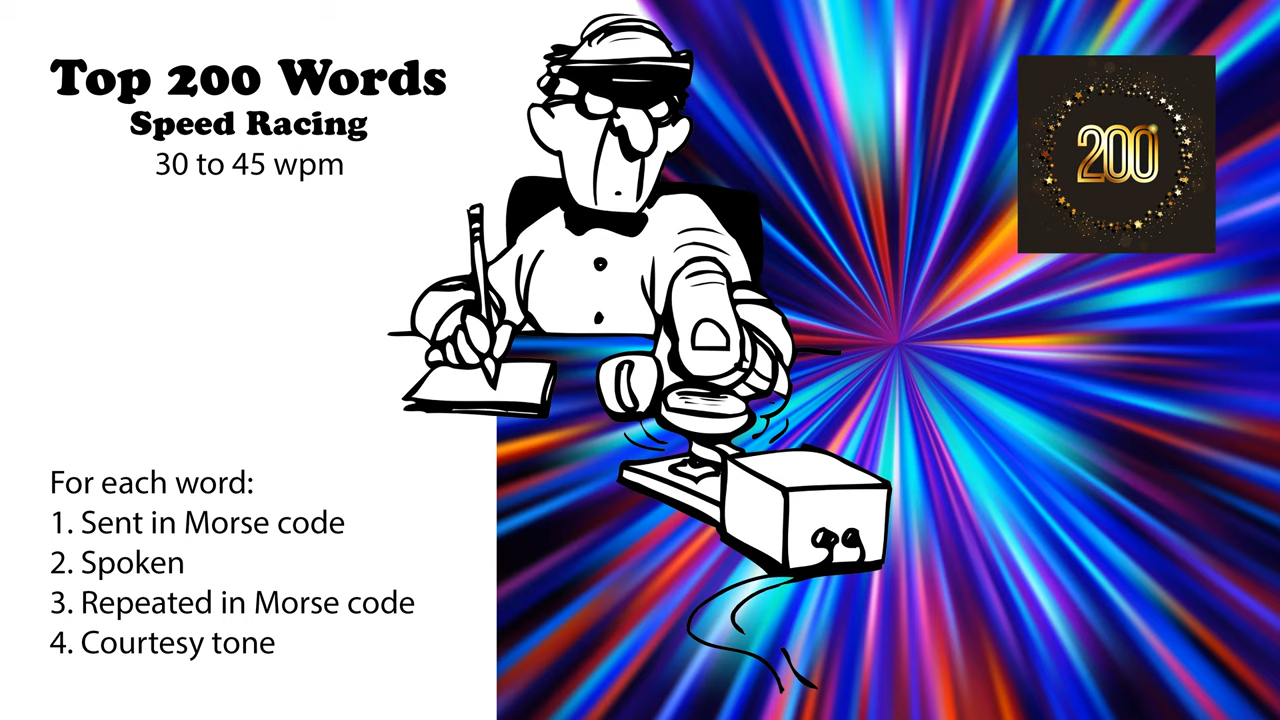 Top 200 Words
Speed Racing
30 to 45 wpm
200
For each word:
1. Sent in Morse code
2. Spoken
3. Repeated in Morse code
4. Courtesy tone